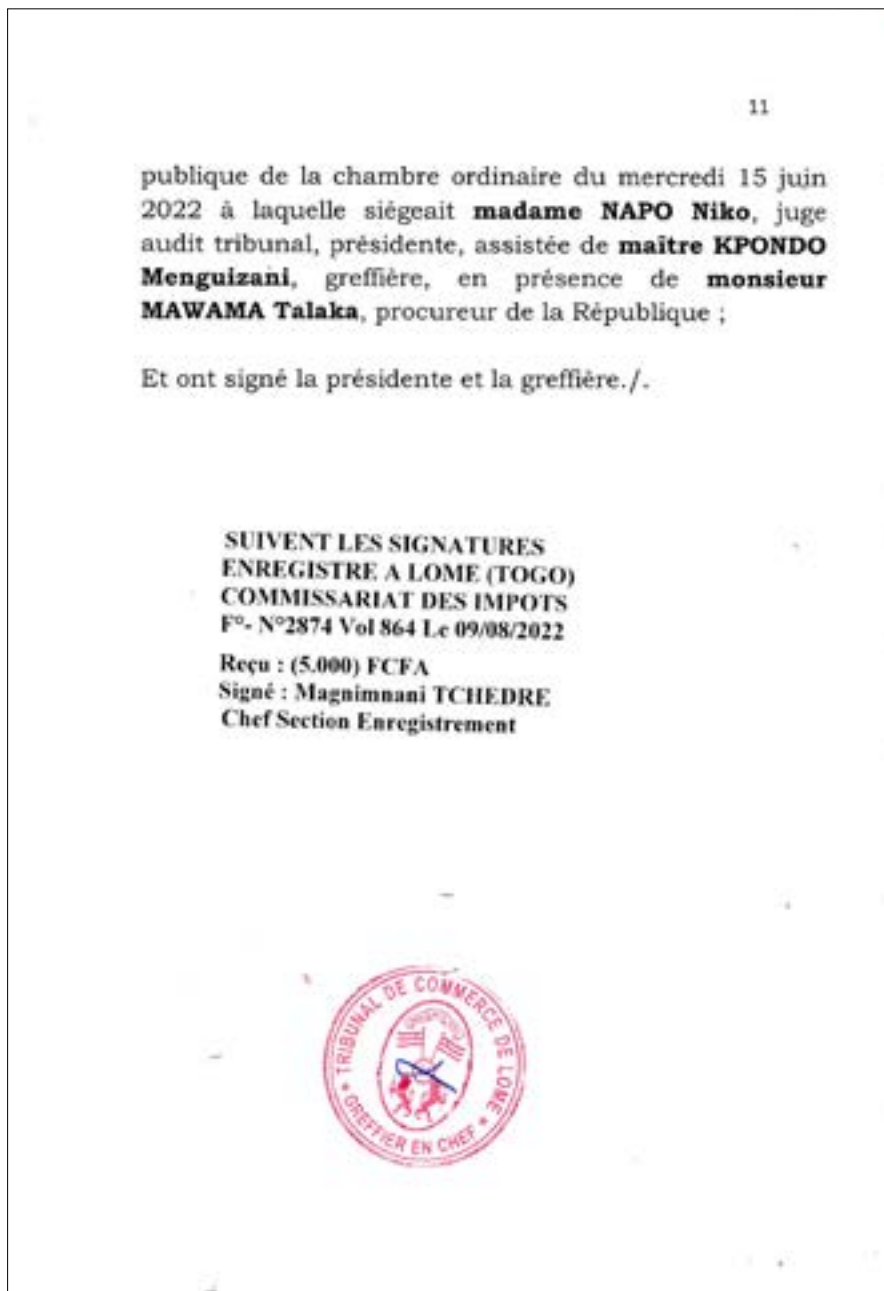 11
publique de la chambre ordinaire du mercredi 15 juin
2022 à laquelle siégeait madame NAPO Niko, juge
audit tribunal, présidente, assistée de maître KPONDO
Menguizani, greffière, en présence de monsieur
MAWAMA Talaka, procureur de la République ;
Et ont signé la présidente et la greffière./.
SUIVENT LES SIGNATURES
ENREGISTRE A LOME (TOGO)
COMMISSARIAT DES IMPOTS
F°- N°2874 Vol 864 Le 09/08/2022
Reçu : (5.000) FCFA
Signé : Magnimnani TCHEDRE
Chef Section Enregistrement
TRIBUNAL DE COMMERCE DE LOME
* GREFFIER EN CHEF *